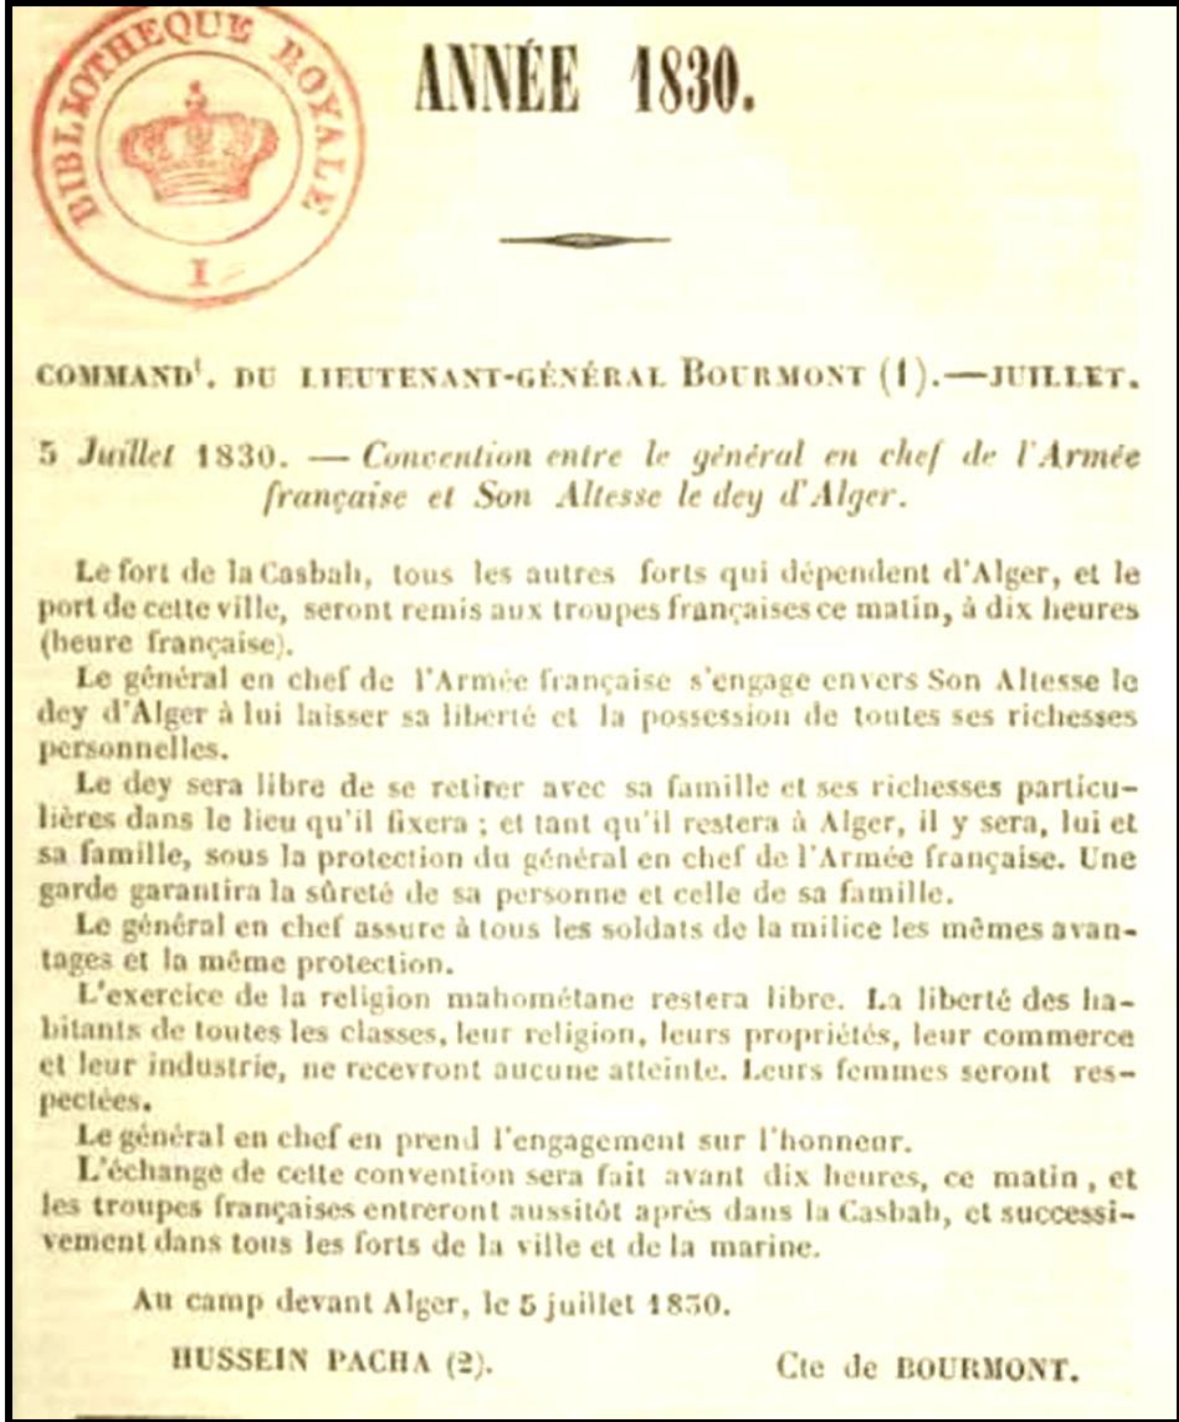 BIBLIOTHEQUE ROYALE
I
ANNÉE 1830.
COMMANDt. DU LIEUTENANT-GÉNÉRAL BOURMONT (1).—JUILLET.
5 Juillet 1830. — Convention entre le général en chef de l'Armée
française et Son Altesse le dey d'Alger.
Le fort de la Casbah, tous les autres forts qui dépendent d'Alger, et le
port de cette ville, seront remis aux troupes françaises ce matin, à dix heures
(heure française).
Le général en chef de l'Armée française s'engage envers Son Altesse le
dey d'Alger à lui laisser sa liberté et la possession de toutes ses richesses
personnelles.
Le dey sera libre de se retirer avec sa famille et ses richesses particu-
lières dans le lieu qu'il fixera ; et tant qu'il restera à Alger, il y sera, lui et
sa famille, sous la protection du général en chef de l'Armée française. Une
garde garantira la sûreté de sa personne et celle de sa famille.
Le général en chef assure à tous les soldats de la milice les mêmes avan-
tages et la même protection.
L'exercice de la religion mahométane restera libre. La liberté des ha-
bitants de toutes les classes, leur religion, leurs propriétés, leur commerce
et leur industrie, ne recevront aucune atteinte. Leurs femmes seront res-
pectées.
Le général en chef en prend l'engagement sur l'honneur.
L'échange de cette convention sera fait avant dix heures, ce matin, et
les troupes françaises entreront aussitôt après dans la Casbah, et successi-
vement dans tous les forts de la ville et de la marine.
Au camp devant Alger, le 5 juillet 1830.
HUSSEIN PACHA (2). Cte de BOURMONT.